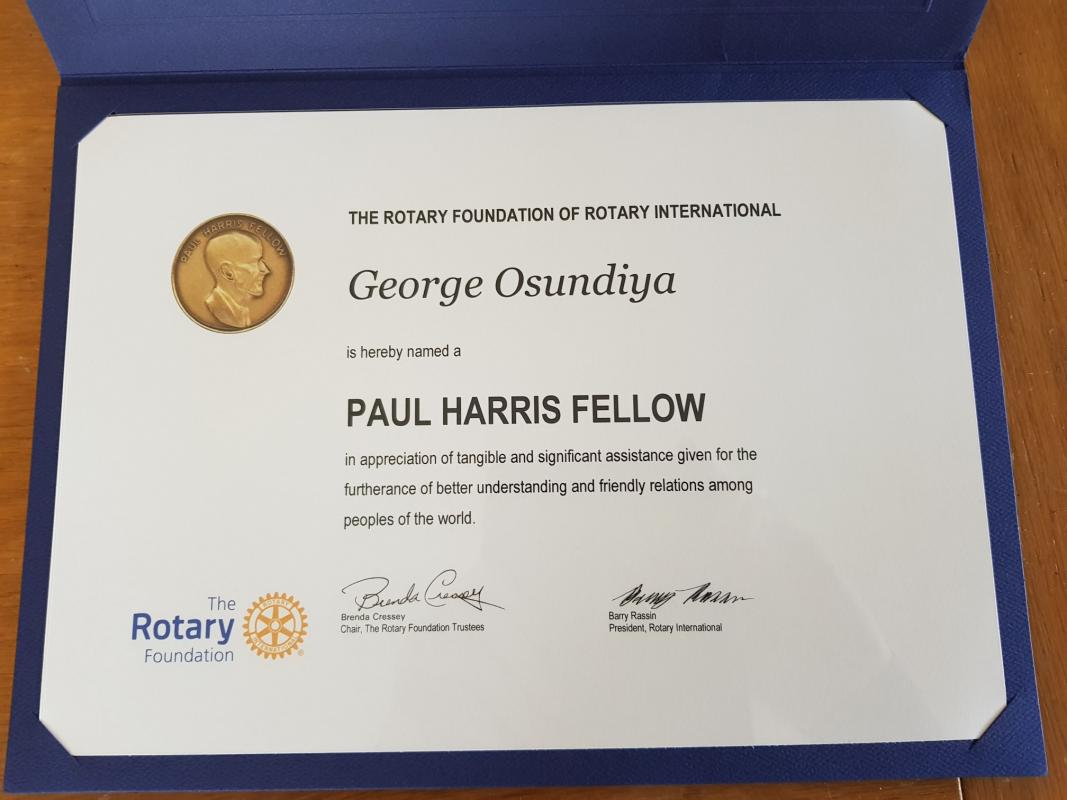 THE ROTARY FOUNDATION OF ROTARY INTERNATIONAL
PAUL HARRIS FELLOW
George Osundiya
is hereby named a
PAUL HARRIS FELLOW
in appreciation of tangible and significant assistance given for the
furtherance of better understanding and friendly relations among
peoples of the world.
The
Rotary
Foundation
ROTARY
INTERNATIONAL
®
Brenda Cressey
Brenda Cressey
Chair, The Rotary Foundation Trustees
Barry Rassin
Barry Rassin
President, Rotary International